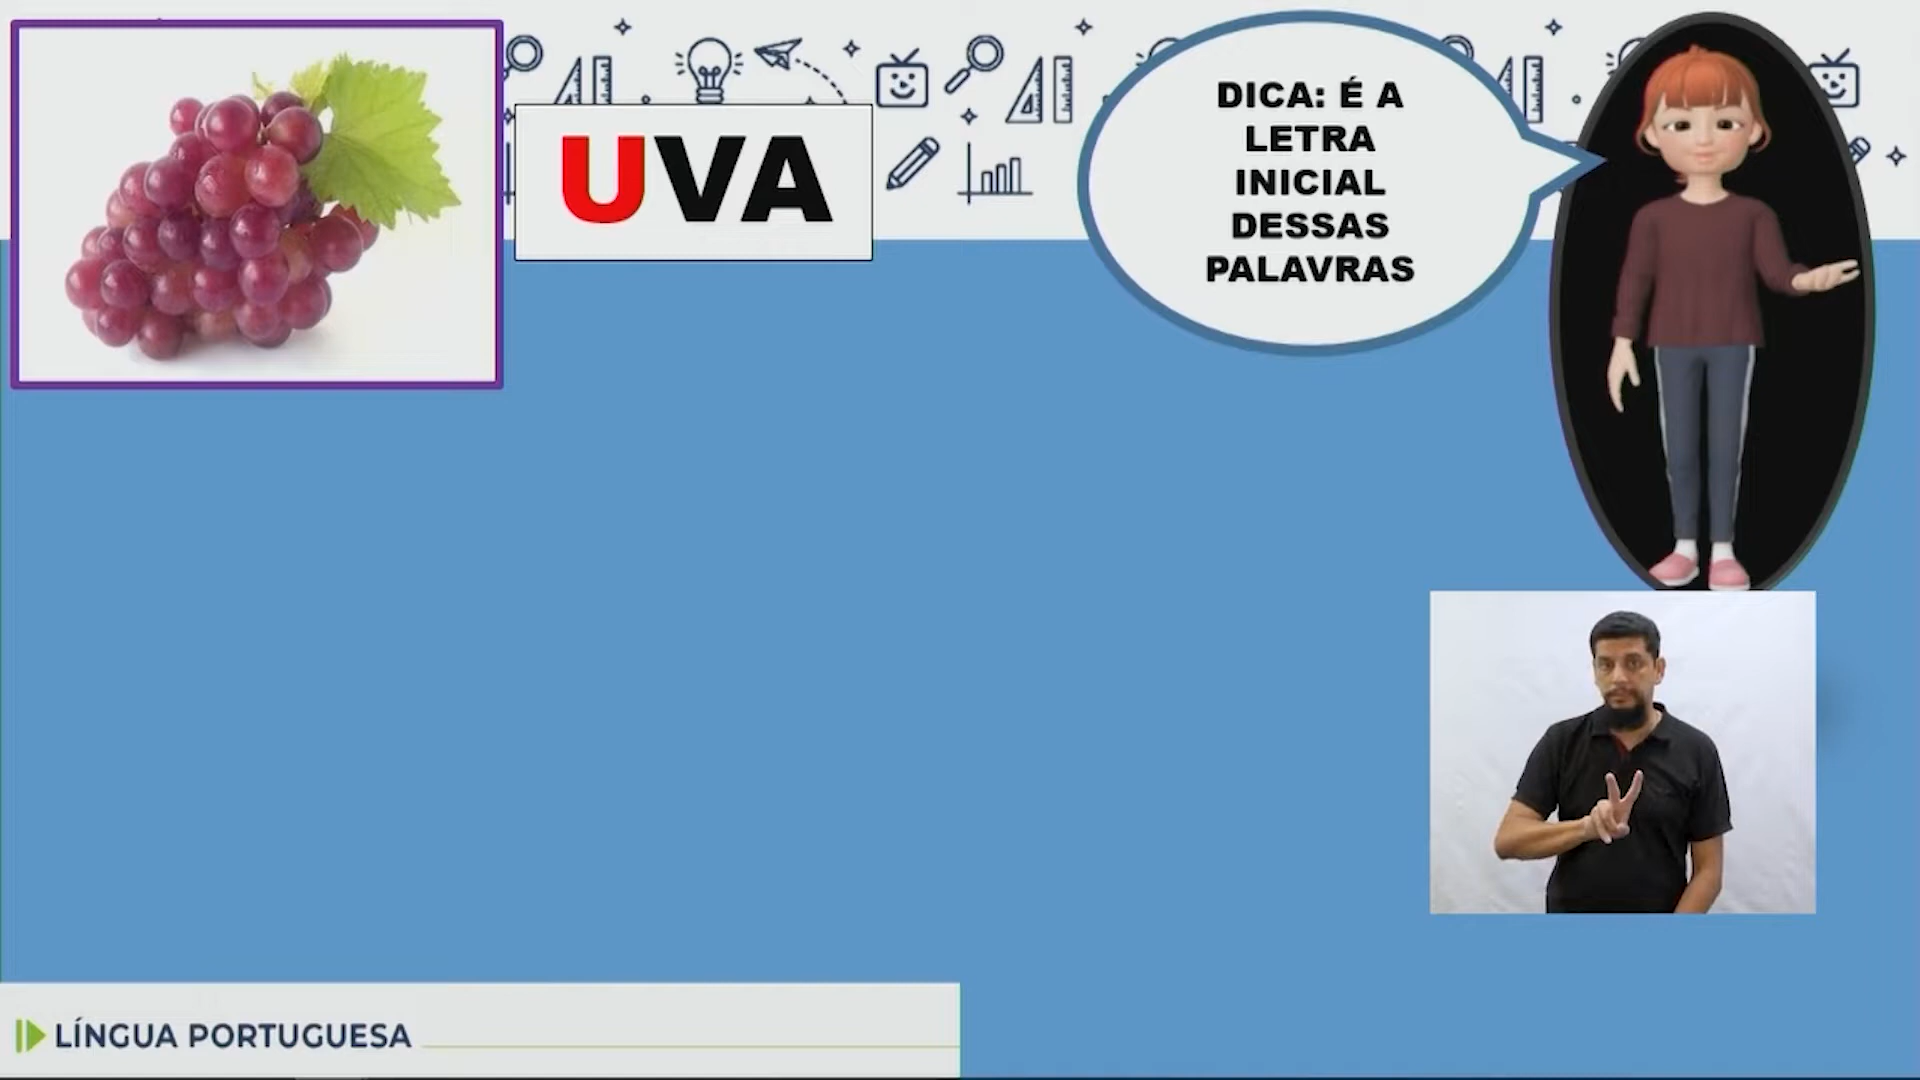 UVA
DICA: É A
LETRA
INICIAL
DESSAS
PALAVRAS
LÍNGUA PORTUGUESA